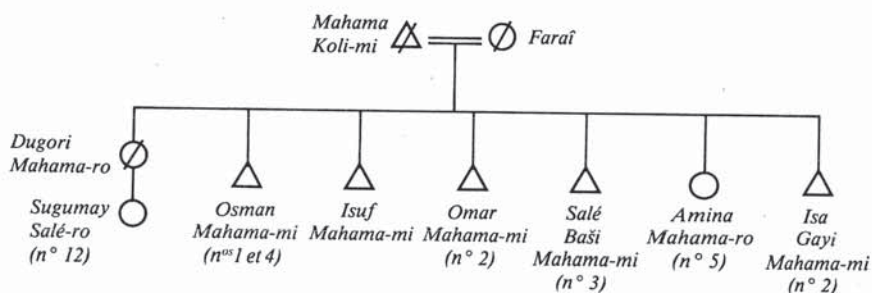 Mahama
Koli-mi
Faraî
Dugori
Mahama-ro
Sugumay
Salé-ro
(n° 12)
Osman
Mahama-mi
(nos 1 et 4)
Isuf
Mahama-mi
Omar
Mahama-mi
(n° 2)
Salé
Baši
Mahama-mi
(n° 3)
Amina
Mahama-ro
(n° 5)
Isa
Gayi
Mahama-mi
(n° 2)